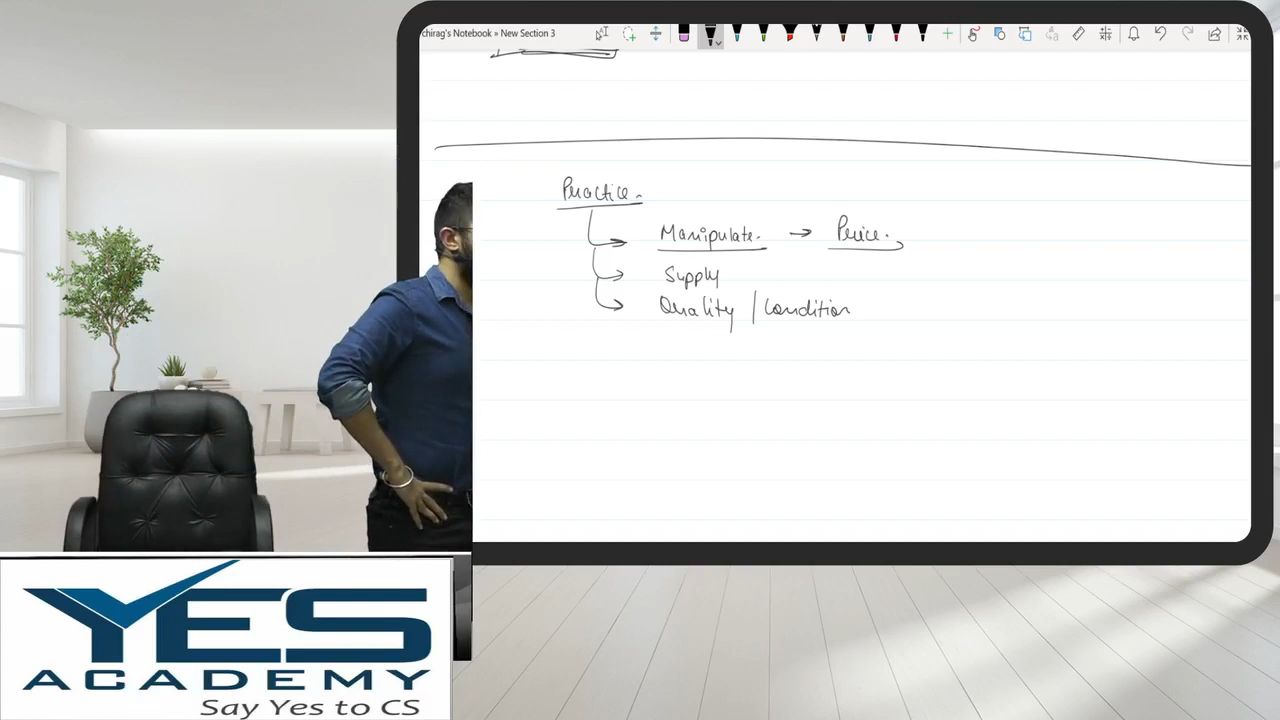 chirag's Notebook » New Section 3
Practice.
Manipulate. → Price.
Supply
Quality / Condition
YES
ACADEMY
Say Yes to CS